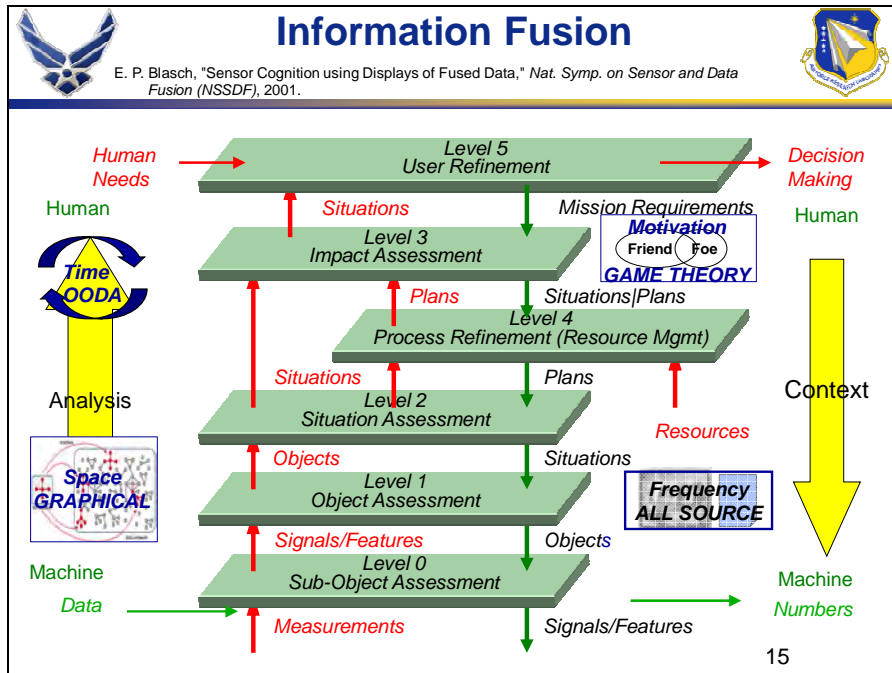 Information Fusion
E. P. Blasch, "Sensor Cognition using Displays of Fused Data," Nat. Symp. on Sensor and Data
Fusion (NSSDF), 2001.
Level 5
User Refinement
Human
Needs
Decision
Making
Human
Situations
Mission Requirements
Human
Motivation
Friend
Foe
GAME THEORY
Level 3
Impact Assessment
Time
OODA
Plans
Situations|Plans
Level 4
Process Refinement (Resource Mgmt)
Situations
Plans
Analysis
Context
Level 2
Situation Assessment
Resources
Objects
Situations
Space
GRAPHICAL
Level 1
Object Assessment
Frequency
ALL SOURCE
Signals/Features
Objects
Level 0
Sub-Object Assessment
Machine
Data
Machine
Numbers
Measurements
Signals/Features
15